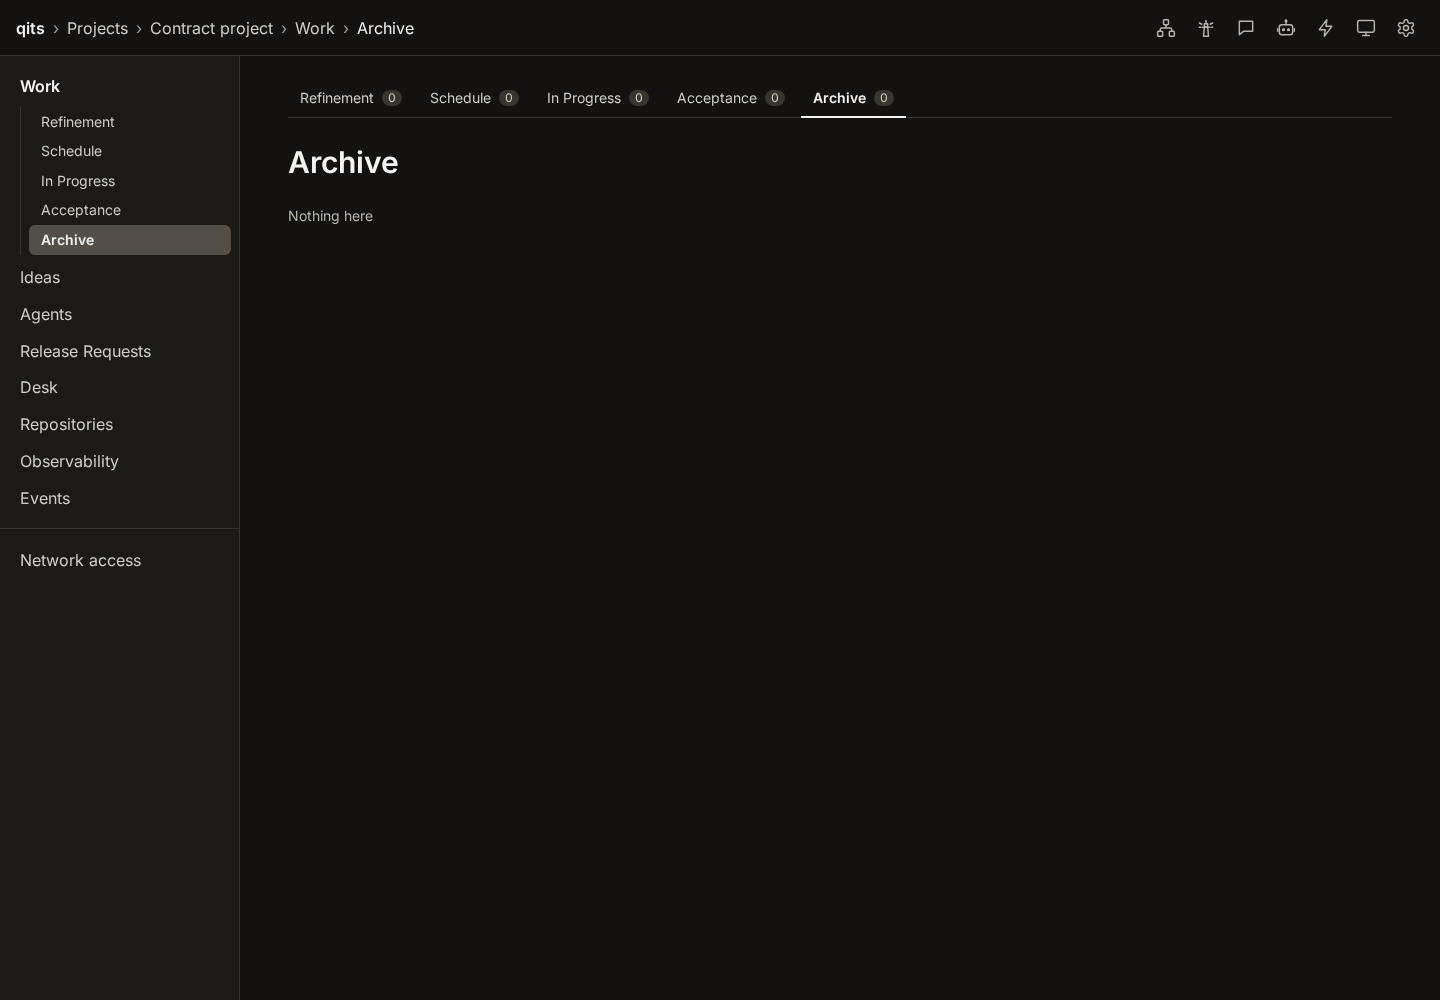 qits › Projects › Contract project › Work › Archive
Work
Refinement
Schedule
In Progress
Acceptance
Archive
Ideas
Agents
Release Requests
Desk
Repositories
Observability
Events
Network access
Refinement 0 Schedule 0 In Progress 0 Acceptance 0 Archive 0
Archive
Nothing here